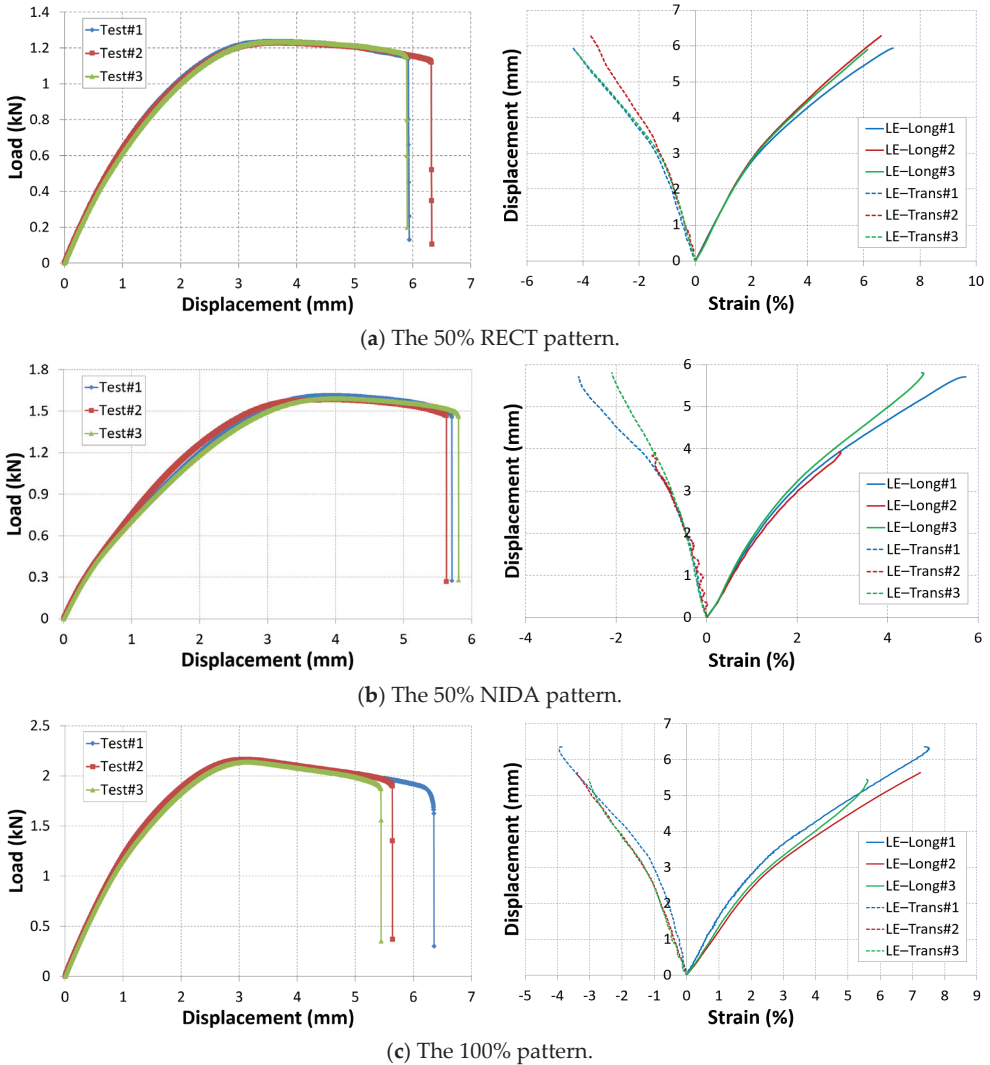 Load (kN)
1.4
1.2
1.0
0.8
0.6
0.4
0.2
0
Test#1
Test#2
Test#3
0 1 2 3 4 5 6 7
Displacement (mm)
Displacement (mm)
7
6
5
4
3
2
1
0
LE–Long#1
LE–Long#2
LE–Long#3
LE–Trans#1
LE–Trans#2
LE–Trans#3
-6 -4 -2 0 2 4 6 8 10
Strain (%)
(a) The 50% RECT pattern.
Load (kN)
1.8
1.5
1.2
0.9
0.6
0.3
0
Test#1
Test#2
Test#3
0 1 2 3 4 5 6
Displacement (mm)
Displacement (mm)
6
5
4
3
2
1
0
LE–Long#1
LE–Long#2
LE–Long#3
LE–Trans#1
LE–Trans#2
LE–Trans#3
-4 -2 0 2 4 6
Strain (%)
(b) The 50% NIDA pattern.
Load (kN)
2.5
2
1.5
1
0.5
0
Test#1
Test#2
Test#3
0 1 2 3 4 5 6 7
Displacement (mm)
Displacement (mm)
7
6
5
4
3
2
1
0
LE–Long#1
LE–Long#2
LE–Long#3
LE–Trans#1
LE–Trans#2
LE–Trans#3
-5 -4 -3 -2 -1 0 1 2 3 4 5 6 7 8 9
Strain (%)
(c) The 100% pattern.